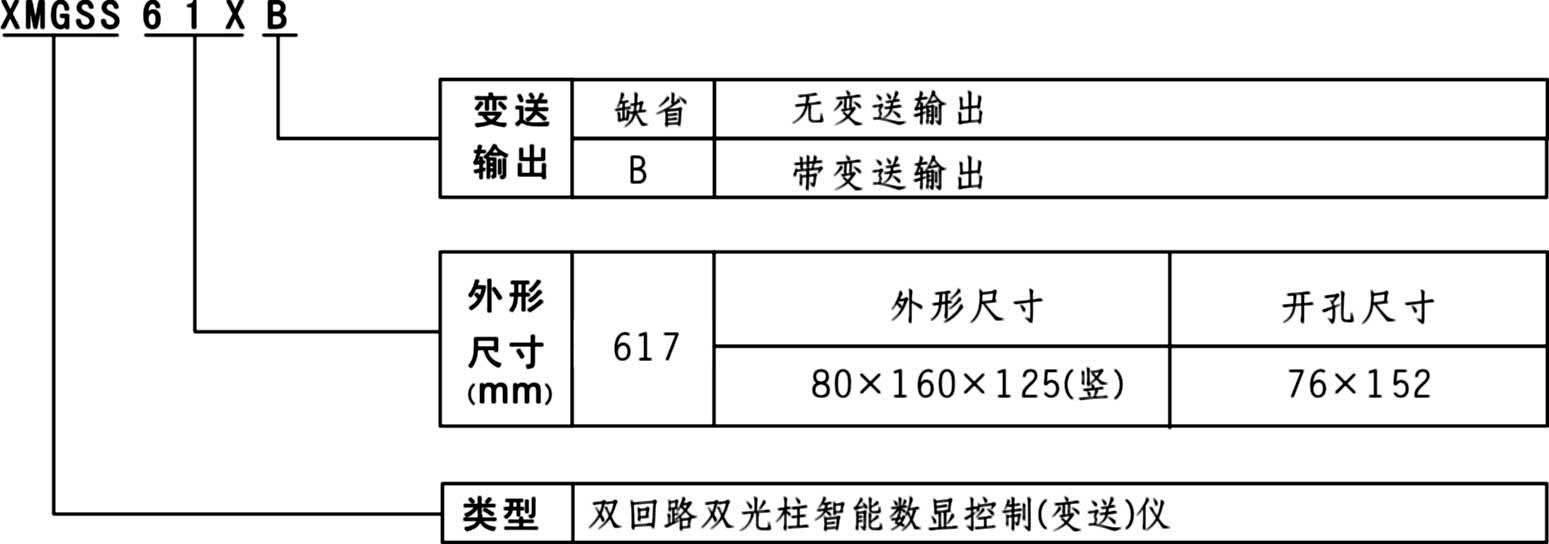 XMGSS 6 1 X B
变送
输出
缺省
无变送输出
B
带变送输出
外形
尺寸
(mm)
617
外形尺寸
开孔尺寸
80×160×125(竖)
76×152
类型
双回路双光柱智能数显控制(变送)仪